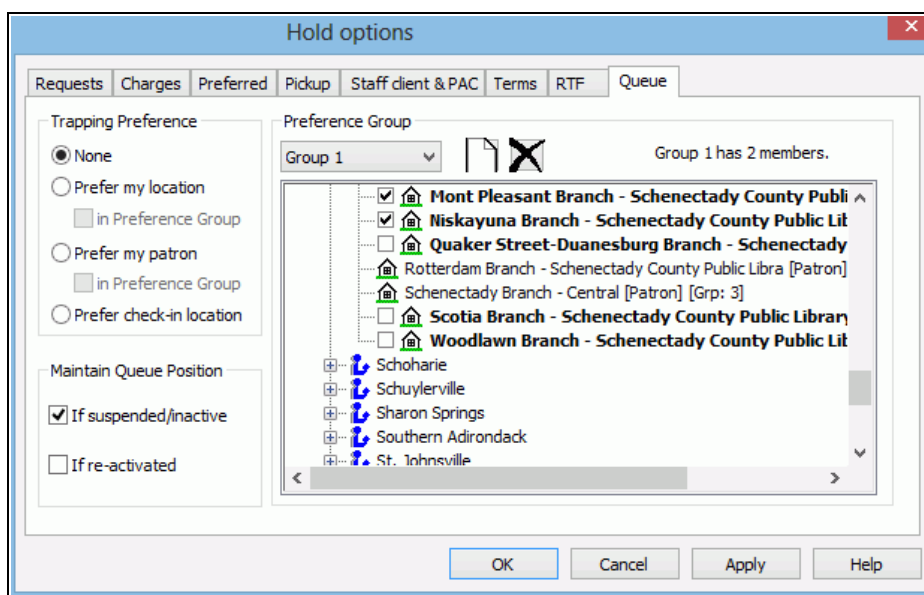 Hold options
Requests Charges Preferred Pickup Staff client & PAC Terms RTF Queue
Trapping Preference
None
Prefer my location
in Preference Group
Prefer my patron
in Preference Group
Prefer check-in location
Maintain Queue Position
If suspended/inactive
If re-activated
Preference Group
Group 1
Group 1 has 2 members.
Mont Pleasant Branch - Schenectady County Publi
Niskayuna Branch - Schenectady County Public Lib
Quaker Street-Duanesburg Branch - Schenectady
Rotterdam Branch - Schenectady County Public Libra [Patron]
Schenectady Branch - Central [Patron] [Grp: 3]
Scotia Branch - Schenectady County Public Library
Woodlawn Branch - Schenectady County Public Lib
Schoharie
Schuylerville
Sharon Springs
Southern Adirondack
St. Johnsville
OK Cancel Apply Help